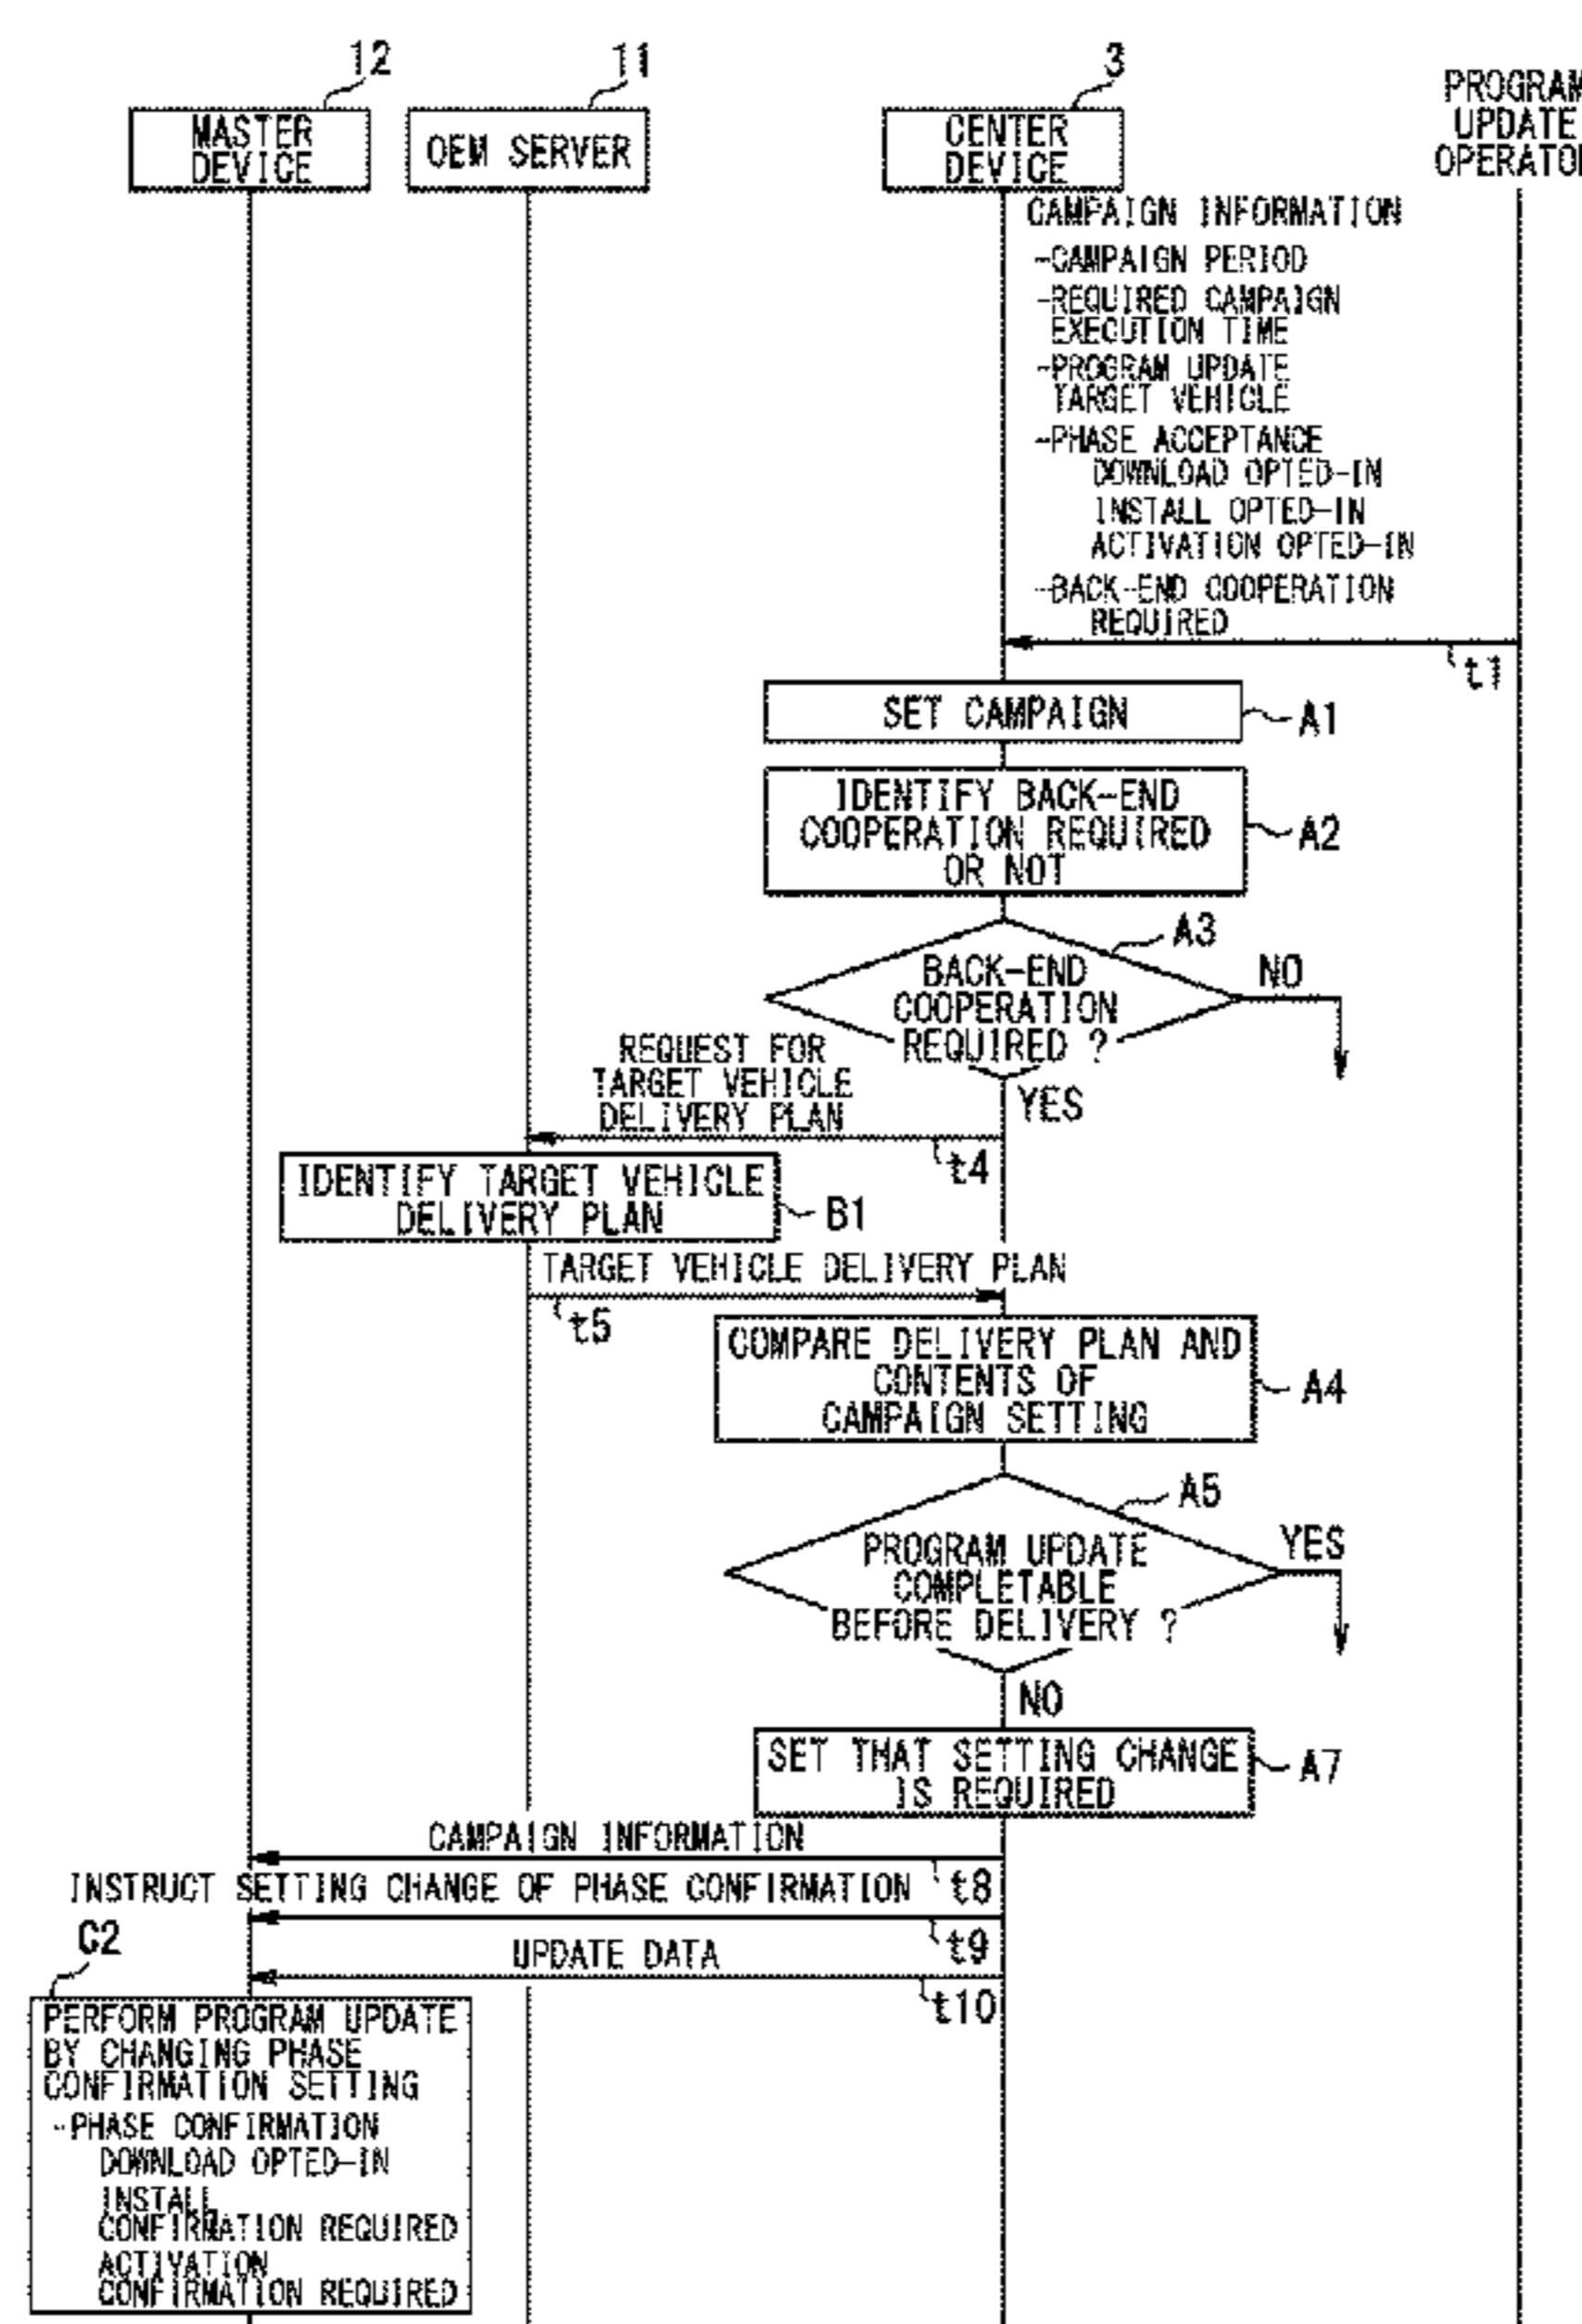 12
11
3
MASTER
DEVICE
OEM SERVER
CENTER
DEVICE
PROGRAM
UPDATE
OPERATOR
CAMPAIGN INFORMATION
-CAMPAIGN PERIOD
-REQUIRED CAMPAIGN
EXECUTION TIME
-PROGRAM UPDATE
TARGET VEHICLE
-PHASE ACCEPTANCE
DOWNLOAD OPTED-IN
INSTALL OPTED-IN
ACTIVATION OPTED-IN
-BACK-END COOPERATION
REQUIRED
t1
SET CAMPAIGN
A1
IDENTIFY BACK-END
COOPERATION REQUIRED
OR NOT
A2
A3
BACK-END
COOPERATION
REQUIRED ?
NO
YES
REQUEST FOR
TARGET VEHICLE
DELIVERY PLAN
t4
IDENTIFY TARGET VEHICLE
DELIVERY PLAN
B1
TARGET VEHICLE DELIVERY PLAN
t5
COMPARE DELIVERY PLAN AND
CONTENTS OF
CAMPAIGN SETTING
A4
A5
PROGRAM UPDATE
COMPLETABLE
BEFORE DELIVERY ?
YES
NO
SET THAT SETTING CHANGE
IS REQUIRED
A7
CAMPAIGN INFORMATION
t8
INSTRUCT SETTING CHANGE OF PHASE CONFIRMATION
t9
UPDATE DATA
t10
C2
PERFORM PROGRAM UPDATE
BY CHANGING PHASE
CONFIRMATION SETTING
-PHASE CONFIRMATION
DOWNLOAD OPTED-IN
INSTALL
CONFIRMATION REQUIRED
ACTIVATION
CONFIRMATION REQUIRED